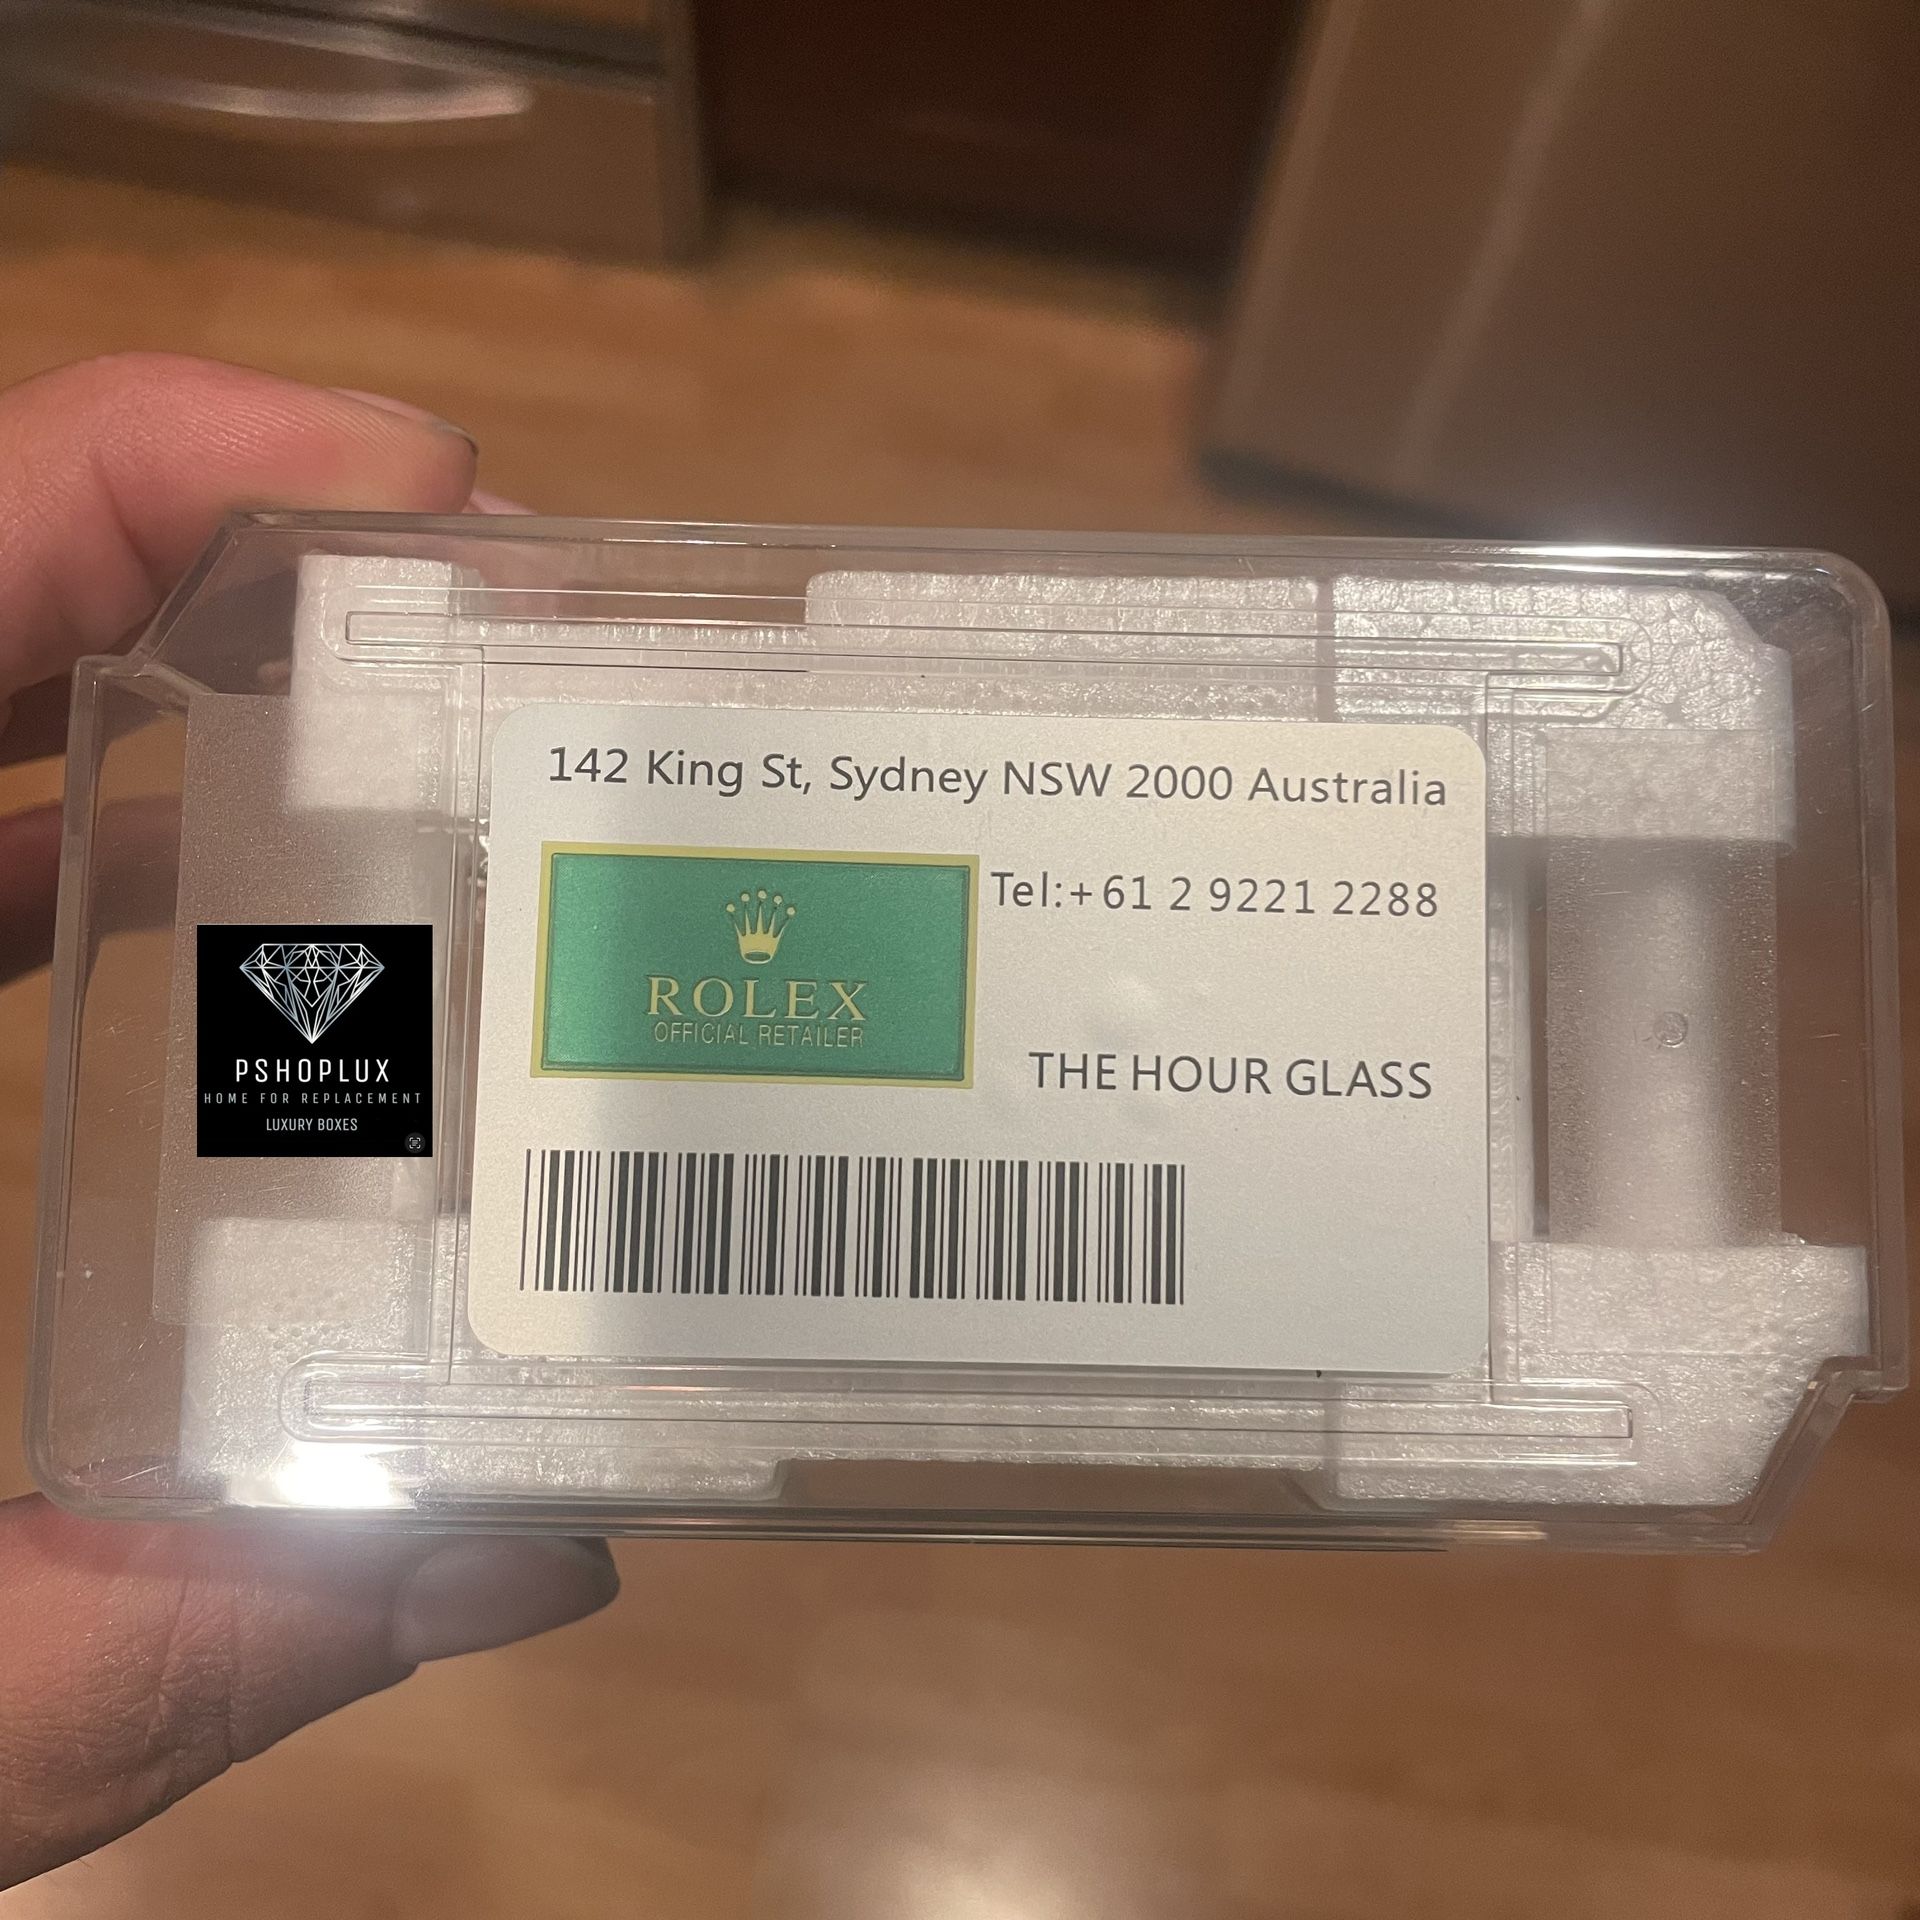 142 King St, Sydney NSW 2000 Australia
Tel:+61 2 9221 2288
ROLEX
OFFICIAL RETAILER
THE HOUR GLASS
PSHOPLUX
HOME FOR REPLACEMENT
LUXURY BOXES